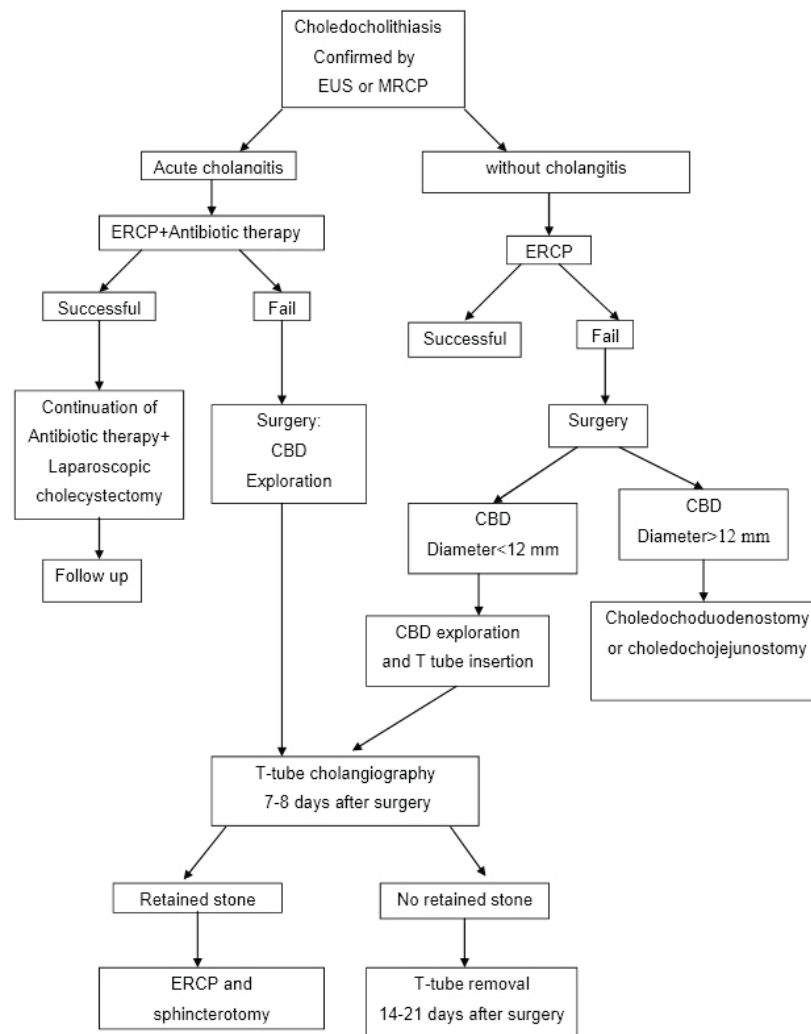 Choledocholithiasis
Confirmed by
EUS or MRCP
Acute cholangitis
without cholangitis
ERCP+Antibiotic therapy
ERCP
Successful
Fail
Successful
Fail
Continuation of
Antibiotic therapy+
Laparoscopic
cholecystectomy
Surgery:
CBD
Exploration
Surgery
CBD
Diameter<12 mm
CBD
Diameter>12 mm
Follow up
CBD exploration
and T tube insertion
Choledochoduodenostomy
or choledochojejunostomy
T-tube cholangiography
7-8 days after surgery
Retained stone
No retained stone
ERCP and
sphincterotomy
T-tube removal
14-21 days after surgery